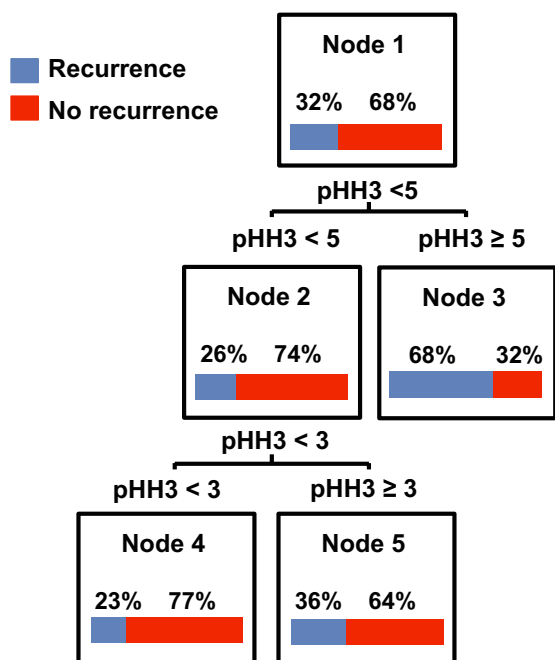 Node 1
Recurrence
No recurrence
32% 68%
pHH3 <5
pHH3 < 5 pHH3 ≥ 5
Node 2 Node 3
26% 74% 68% 32%
pHH3 < 3
pHH3 < 3 pHH3 ≥ 3
Node 4 Node 5
23% 77% 36% 64%